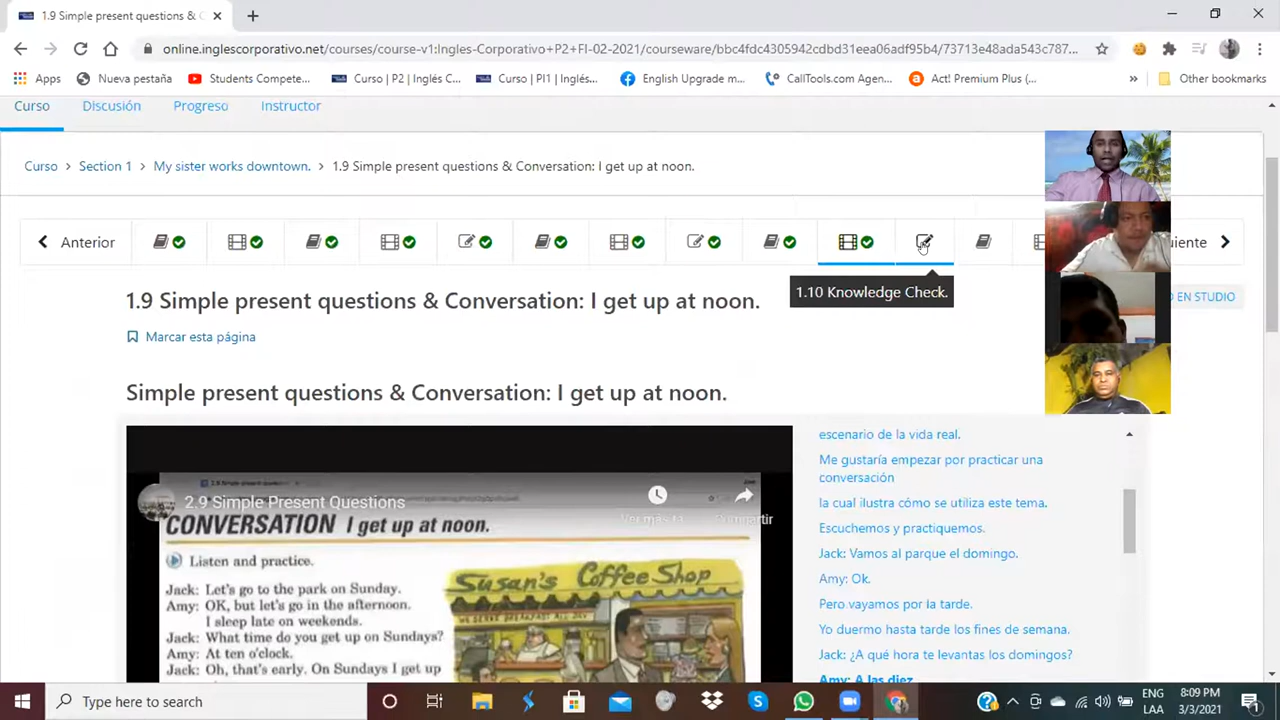 1.9 Simple present questions & C
online.inglescorporativo.net/courses/course-v1:Ingles-Corporativo+P2+FI-02-2021/courseware/bbc4fdc4305942cdbd31eea06adf95b4/73713e48ada543c787...
Apps Nueva pestaña Students Compete... Curso | P2 | Inglés C... Curso | PI1 | Inglés... English Upgrade m... CallTools.com Agen... Act! Premium Plus (... » Other bookmarks
Curso Discusión Progreso Instructor
Curso > Section 1 > My sister works downtown. > 1.9 Simple present questions & Conversation: I get up at noon.
Anterior
uiente
1.10 Knowledge Check.
1.9 Simple present questions & Conversation: I get up at noon.
O EN STUDIO
Marcar esta página
Simple present questions & Conversation: I get up at noon.
2.9 Simple Present Questions
Ver más ta
CONVERSATION I get up at noon.
Listen and practice.
Jack: Let's go to the park on Sunday.
Amy: OK, but let's go in the afternoon.
I sleep late on weekends.
Jack: What time do you get up on Sundays?
Amy: At ten o'clock.
Jack: Oh, that's early. On Sundays I get up
Susan's Coffee Shop
escenario de la vida real.
Me gustaría empezar por practicar una
conversación
la cual ilustra cómo se utiliza este tema.
Escuchemos y practiquemos.
Jack: Vamos al parque el domingo.
Amy: Ok.
Pero vayamos por la tarde.
Yo duermo hasta tarde los fines de semana.
Jack: ¿A qué hora te levantas los domingos?
Amy: A las diez
Type here to search
ENG
LAA
8:09 PM
3/3/2021